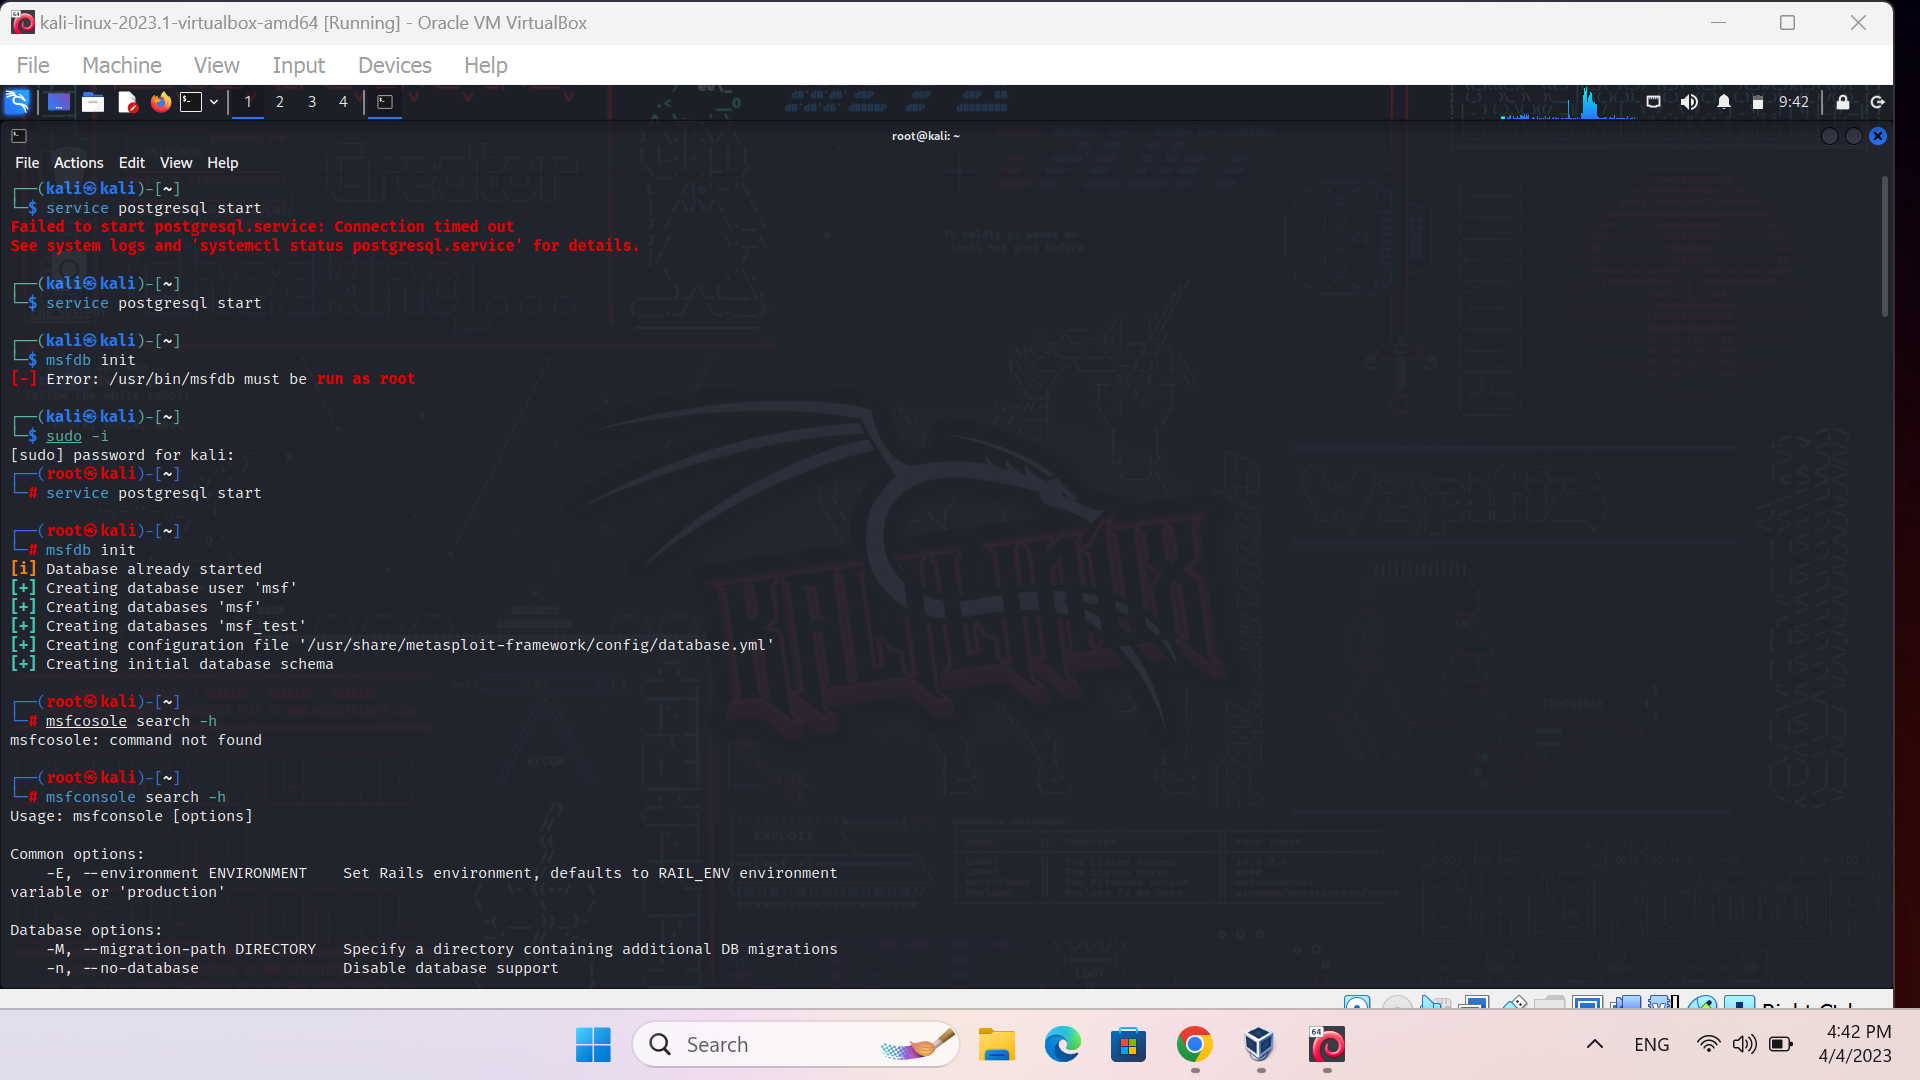 kali-linux-2023.1-virtualbox-amd64 [Running] - Oracle VM VirtualBox
File Machine View Input Devices Help
1 2 3 4 9:42
root@kali: ~
File Actions Edit View Help
┌──(kali㉿kali)-[~]
└─$ service postgresql start
Failed to start postgresql.service: Connection timed out
See system logs and 'systemctl status postgresql.service' for details.
┌──(kali㉿kali)-[~]
└─$ service postgresql start
┌──(kali㉿kali)-[~]
└─$ msfdb init
[-] Error: /usr/bin/msfdb must be run as root
┌──(kali㉿kali)-[~]
└─$ sudo -i
[sudo] password for kali:
┌──(root㉿kali)-[~]
└─# service postgresql start
┌──(root㉿kali)-[~]
└─# msfdb init
[i] Database already started
[+] Creating database user 'msf'
[+] Creating databases 'msf'
[+] Creating databases 'msf_test'
[+] Creating configuration file '/usr/share/metasploit-framework/config/database.yml'
[+] Creating initial database schema
┌──(root㉿kali)-[~]
└─# msfcosole search -h
msfcosole: command not found
┌──(root㉿kali)-[~]
└─# msfconsole search -h
Usage: msfconsole [options]
Common options:
-E, --environment ENVIRONMENT Set Rails environment, defaults to RAIL_ENV environment
variable or 'production'
Database options:
-M, --migration-path DIRECTORY Specify a directory containing additional DB migrations
-n, --no-database Disable database support
KALI LINUX
RECON
EXPLOIT
LOOT
Search
64
ENG
4:42 PM
4/4/2023